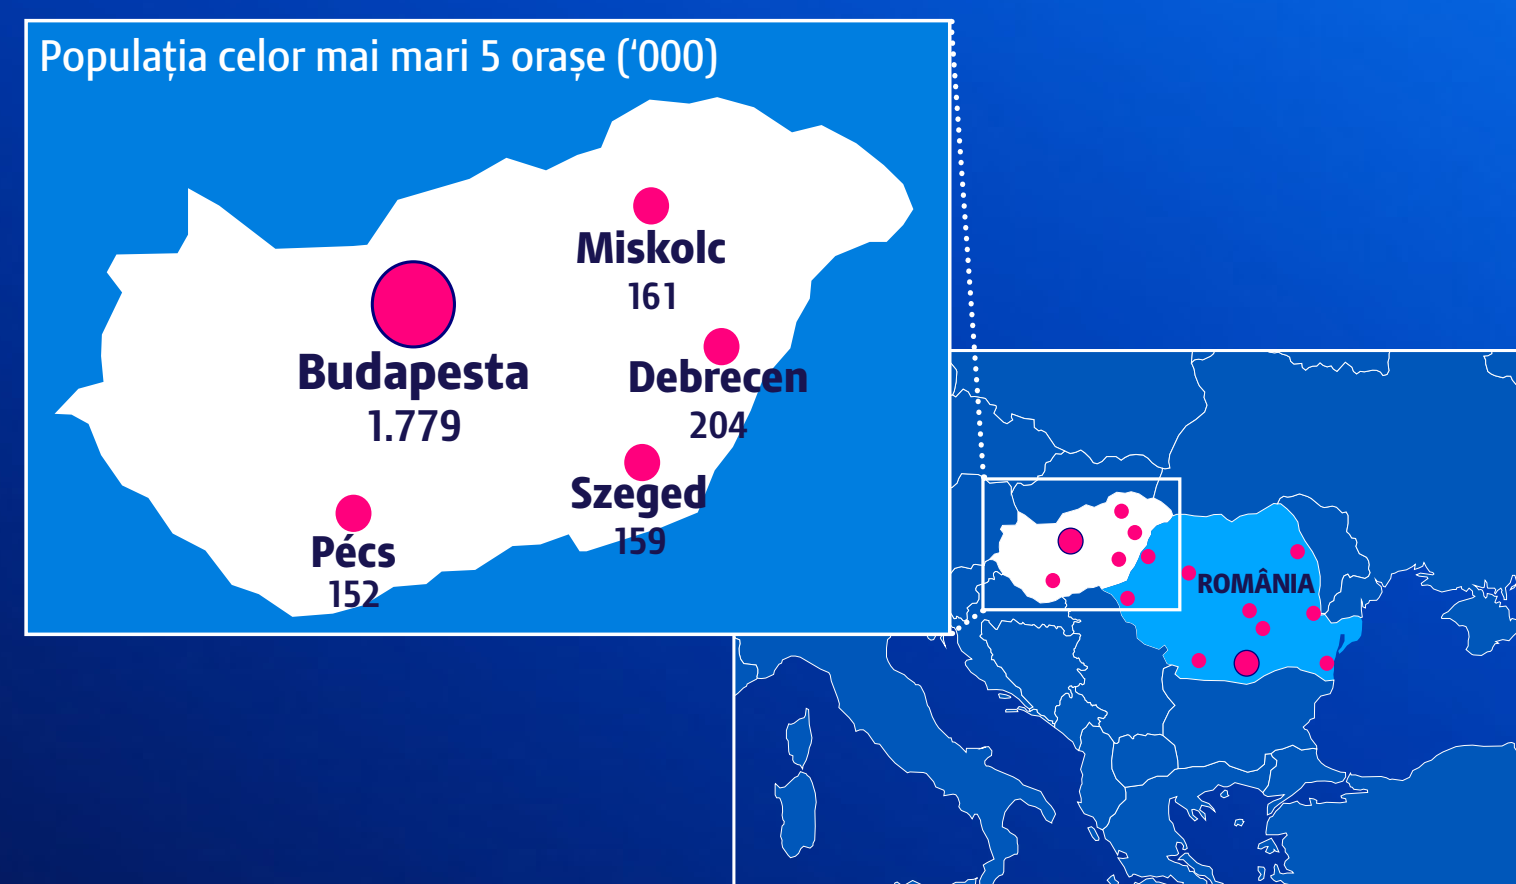 Populația celor mai mari 5 orașe (‘000)
Miskolc
161
Budapesta
1.779
Debrecen
204
Szeged
159
Pécs
152
ROMÂNIA